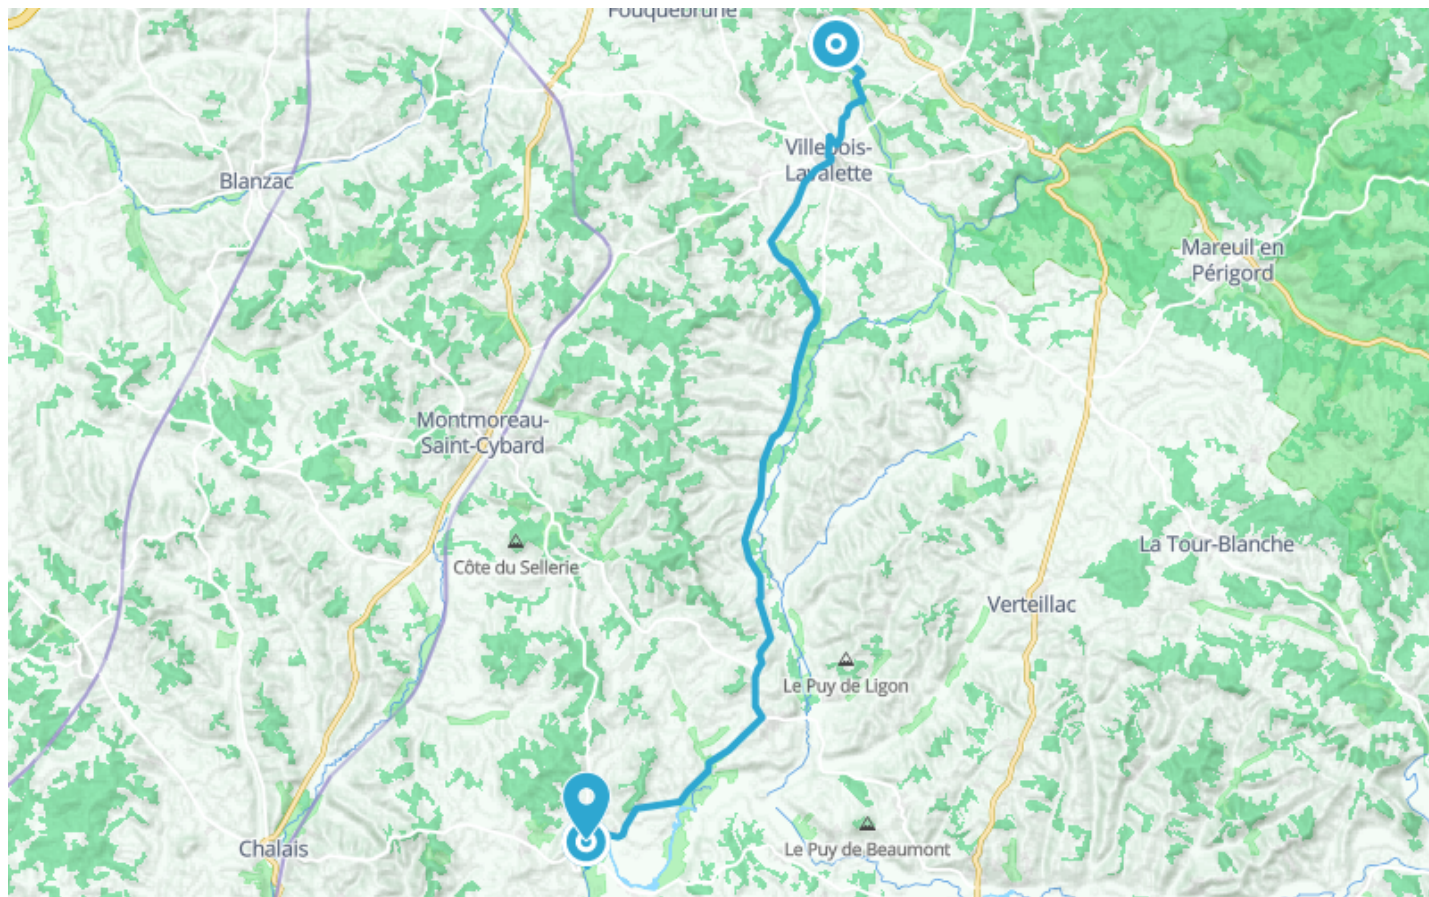 Fouquebrune
Villebois-
Lavalette
Blanzac
Mareuil en
Périgord
Montmoreau-
Saint-Cybard
La Tour-Blanche
Côte du Sellerie
Verteillac
Le Puy de Ligon
Chalais
Le Puy de Beaumont